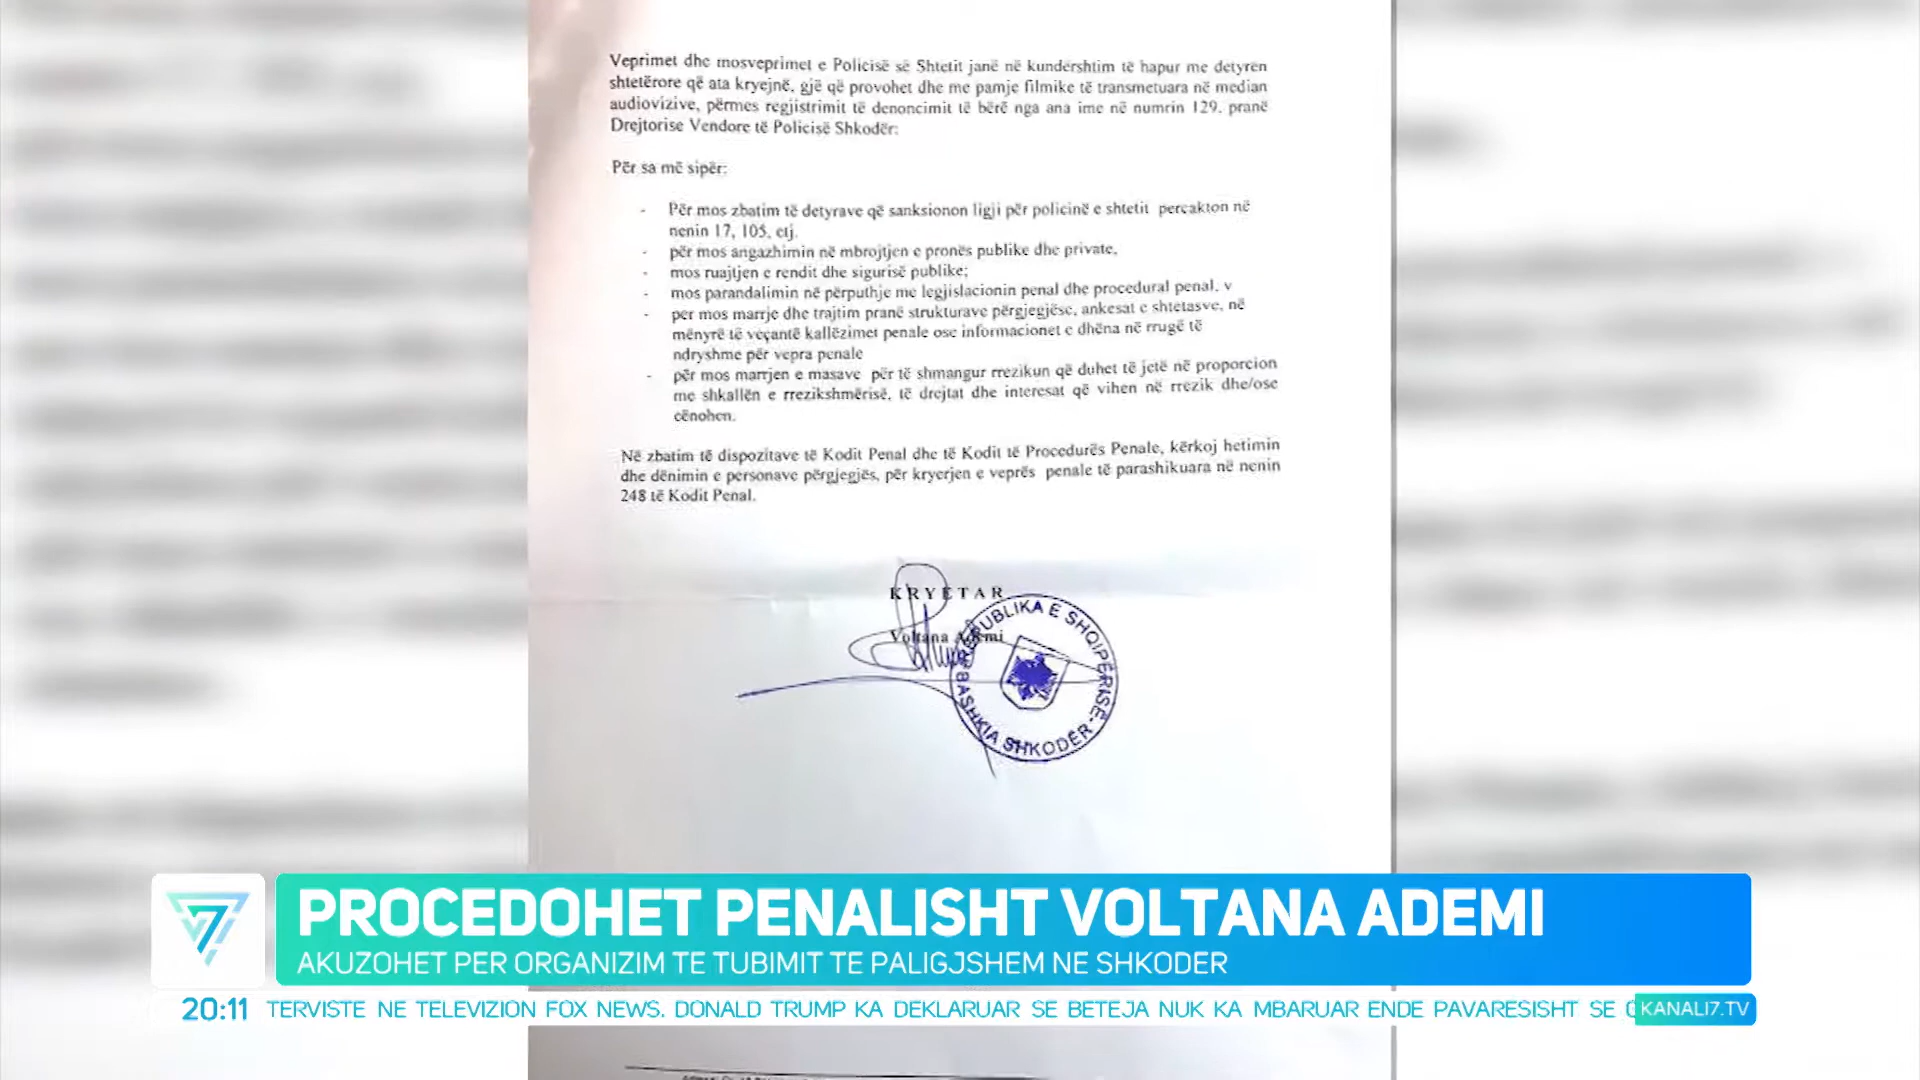 Veprimet dhe mosveprimet e Policisë së Shtetit janë në kundërshtim të hapur me detyrën
shtetërore që ata kryejnë, gjë që provohet dhe me pamje filmike të transmetuara në median
audiovizive, përmes regjistrimit të denoncimit të bërë nga ana ime në numrin 129, pranë
Drejtorise Vendore të Policisë Shkodër:
Për sa më sipër:
- Për mos zbatim të detyrave që sanksionon ligji për policinë e shtetit percakton në
nenin 17, 105, etj.
- për mos angazhimin në mbrojtjen e pronës publike dhe private,
- mos ruajtjen e rendit dhe sigurisë publike;
- mos parandalimin në përputhje me legjislacionin penal dhe procedural penal, v
- per mos marrje dhe trajtim pranë strukturave përgjegjëse, ankesat e shtetasve, në
mënyrë të veçantë kallëzimet penale ose informacionet e dhëna në rrugë të
ndryshme për vepra penale
- për mos marrjen e masave për të shmangur rrezikun që duhet të jetë në proporcion
me shkallën e rrezikshmërisë, të drejtat dhe interesat që vihen në rrezik dhe/ose
cënohen.
Në zbatim të dispozitave të Kodit Penal dhe të Kodit të Procedurës Penale, kërkoj hetimin
dhe dënimin e personave përgjegjës, për kryerjen e veprës penale të parashikuara në nenin
248 të Kodit Penal.
KRYETAR
Voltana Ademi
REPUBLIKA E SHQIPËRISË
BASHKIA SHKODËR
PROCEDOHET PENALISHT VOLTANA ADEMI
AKUZOHET PER ORGANIZIM TE TUBIMIT TE PALIGJSHEM NE SHKODER
20:11 TERVISTE NE TELEVIZION FOX NEWS. DONALD TRUMP KA DEKLARUAR SE BETEJA NUK KA MBARUAR ENDE PAVARESISHT SE KANALI7.TV